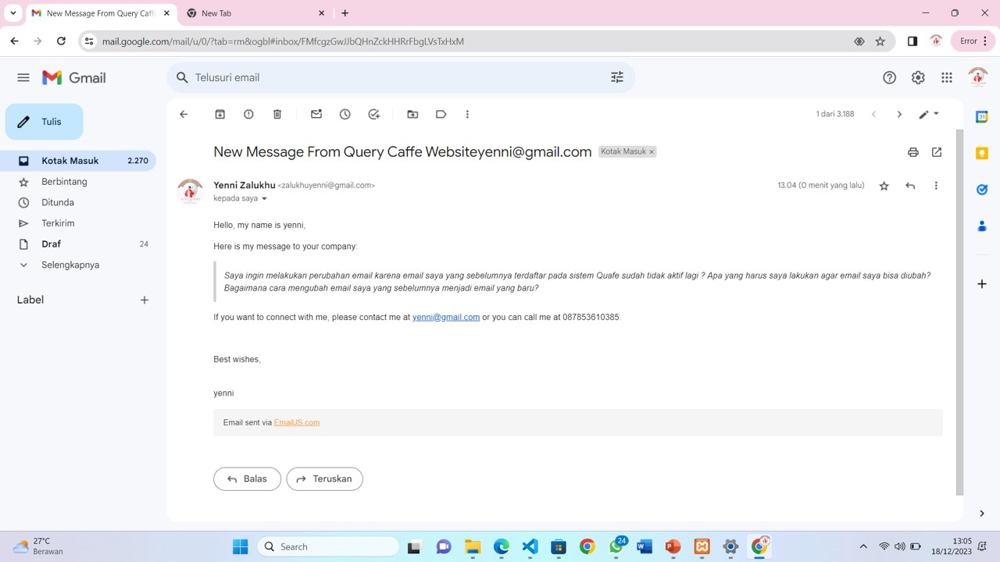 New Message From Query Caffe
New Tab
mail.google.com/mail/u/0/?tab=rm&ogbl#inbox/FMfcgzGwJJbQHnZckHHRrFbgLVsTxHxM
Error
Gmail
Telusuri email
Tulis
1 dari 3.188
Kotak Masuk 2.270
Berbintang
Ditunda
Terkirim
Draf 24
Selengkapnya
Label
New Message From Query Caffe Websiteyenni@gmail.com Kotak Masuk ×
Yenni Zalukhu <zalukhuyenni@gmail.com> 13.04 (0 menit yang lalu)
kepada saya
Hello, my name is yenni,
Here is my message to your company:
Saya ingin melakukan perubahan email karena email saya yang sebelumnya terdaftar pada sistem Quafe sudah tidak aktif lagi ? Apa yang harus saya lakukan agar email saya bisa diubah?
Bagaimana cara mengubah email saya yang sebelumnya menjadi email yang baru?
If you want to connect with me, please contact me at yenni@gmail.com or you can call me at 087853610385.
Best wishes,
yenni
Email sent via EmailJS.com
Balas
Teruskan
27°C
Berawan
Search
24
13:05
18/12/2023